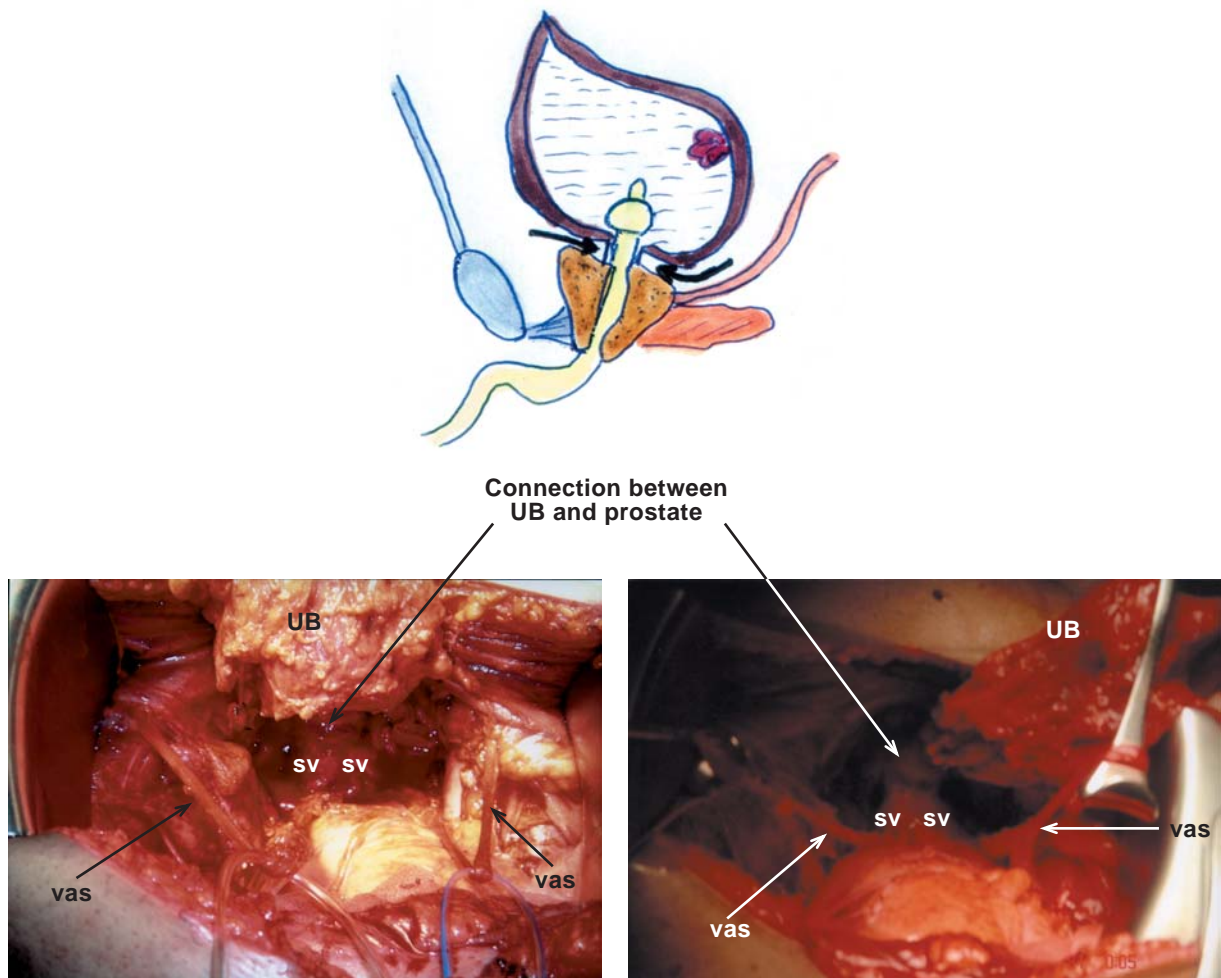 Connection between
UB and prostate
UB
sv sv
vas
vas
UB
sv sv
vas
vas